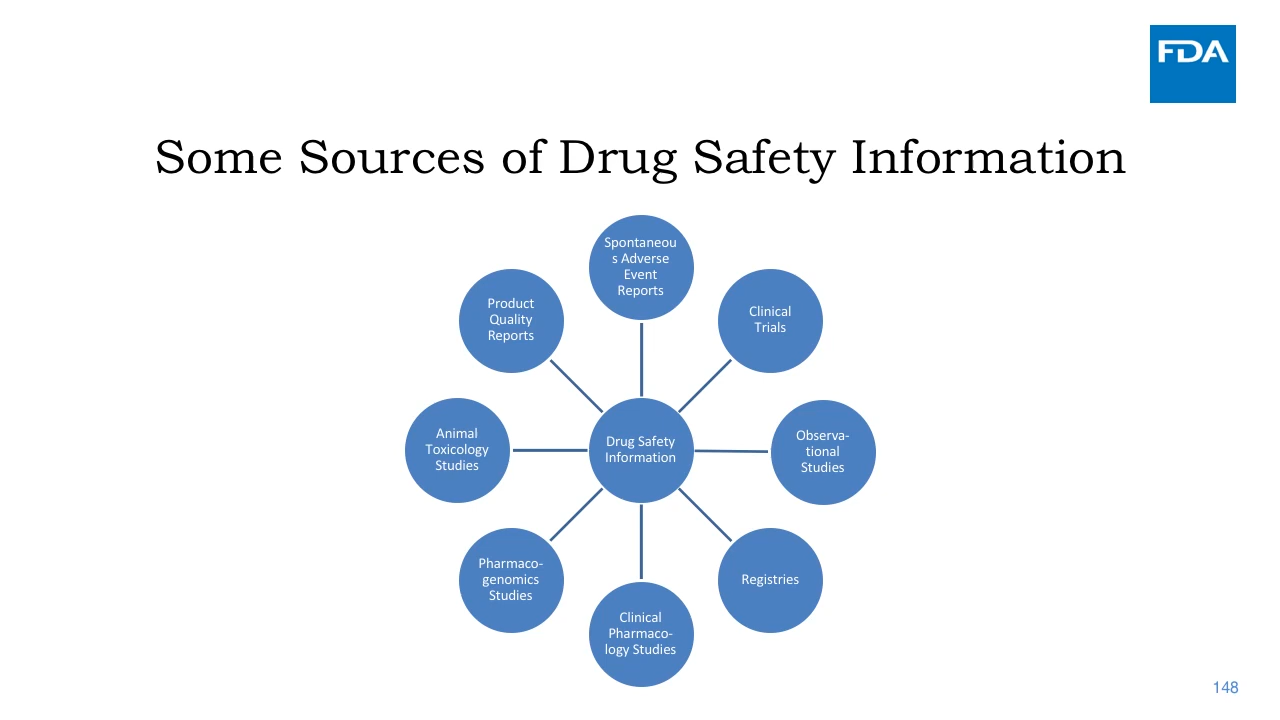 FDA
Some Sources of Drug Safety Information
Spontaneou
s Adverse
Event
Reports
Clinical
Trials
Observa-
tional
Studies
Registries
Clinical
Pharmaco-
logy Studies
Pharmaco-
genomics
Studies
Animal
Toxicology
Studies
Product
Quality
Reports
Drug Safety
Information
148